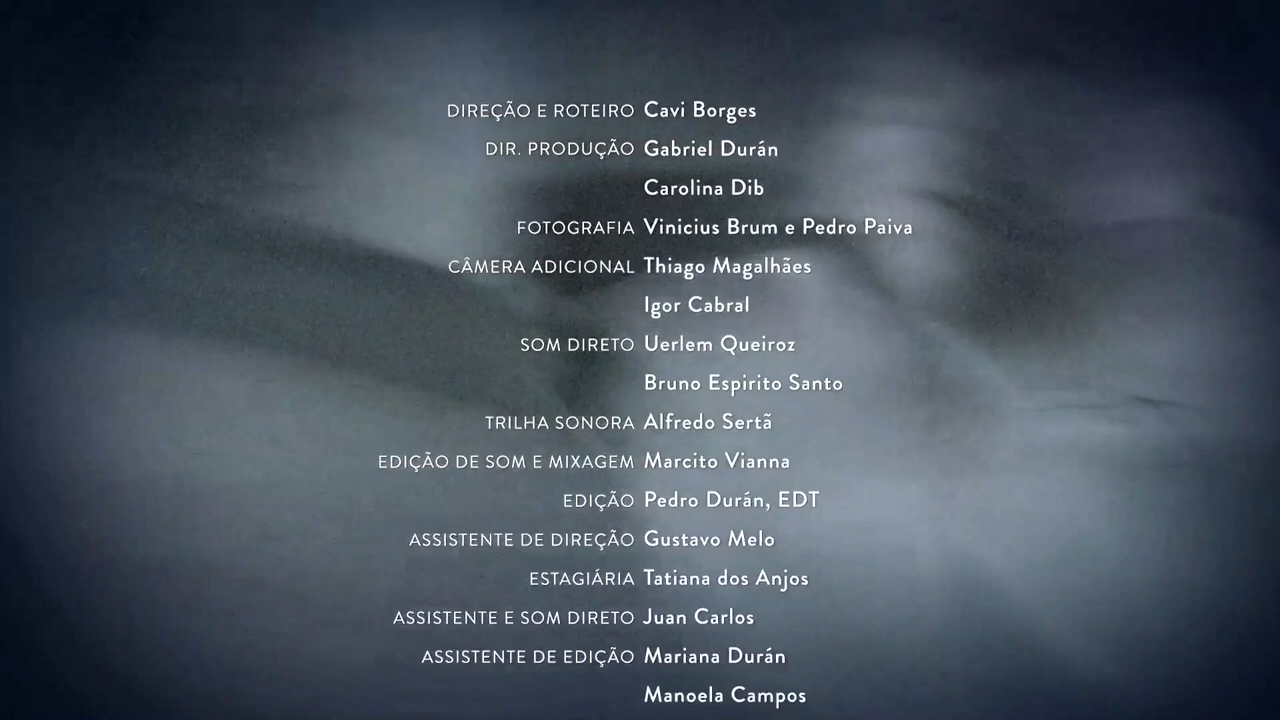 DIREÇÃO E ROTEIRO Cavi Borges
DIR. PRODUÇÃO Gabriel Durán
Carolina Dib
FOTOGRAFIA Vinicius Brum e Pedro Paiva
CÂMERA ADICIONAL Thiago Magalhães
Igor Cabral
SOM DIRETO Uerlem Queiroz
Bruno Espirito Santo
TRILHA SONORA Alfredo Sertã
EDIÇÃO DE SOM E MIXAGEM Marcito Vianna
EDIÇÃO Pedro Durán, EDT
ASSISTENTE DE DIREÇÃO Gustavo Melo
ESTAGIÁRIA Tatiana dos Anjos
ASSISTENTE E SOM DIRETO Juan Carlos
ASSISTENTE DE EDIÇÃO Mariana Durán
Manoela Campos